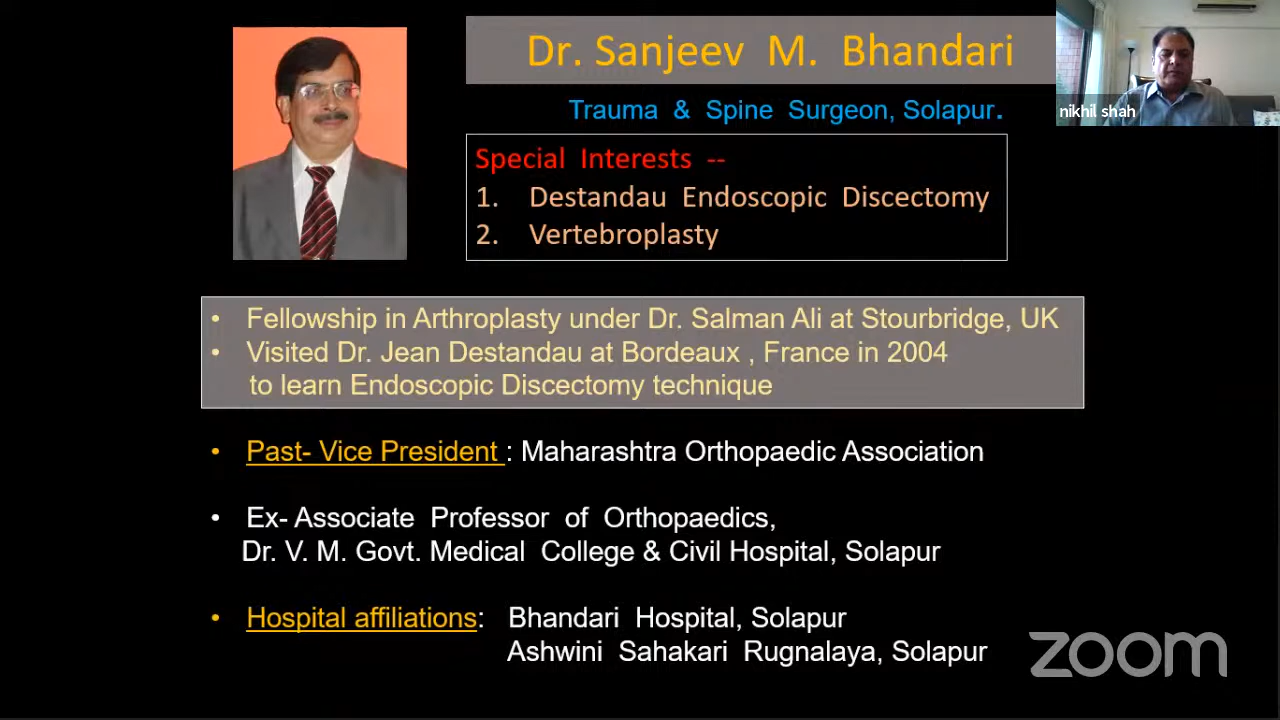 Dr. Sanjeev M. Bhandari
nikhil shah
Trauma & Spine Surgeon, Solapur.
Special Interests --
1. Destandau Endoscopic Discectomy
2. Vertebroplasty
• Fellowship in Arthroplasty under Dr. Salman Ali at Stourbridge, UK
• Visited Dr. Jean Destandau at Bordeaux , France in 2004
to learn Endoscopic Discectomy technique
• Past- Vice President : Maharashtra Orthopaedic Association
• Ex- Associate Professor of Orthopaedics,
Dr. V. M. Govt. Medical College & Civil Hospital, Solapur
• Hospital affiliations: Bhandari Hospital, Solapur
Ashwini Sahakari Rugnalaya, Solapur
zoom